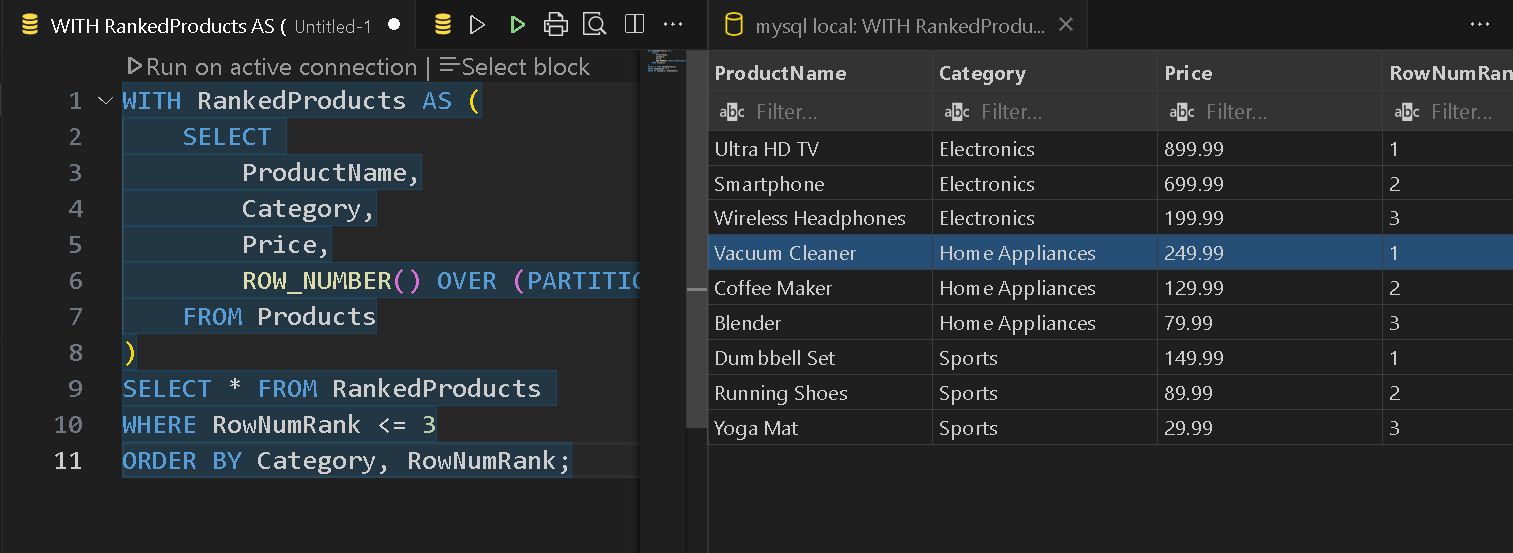 WITH RankedProducts AS ( Untitled-1
Run on active connection | Select block
1 WITH RankedProducts AS (
2 SELECT
3 ProductName,
4 Category,
5 Price,
6 ROW_NUMBER() OVER (PARTITIO
7 FROM Products
8 )
9 SELECT * FROM RankedProducts
10 WHERE RowNumRank <= 3
11 ORDER BY Category, RowNumRank;
mysql local: WITH RankedProdu...
ProductName Category Price RowNumRan
abc Filter... abc Filter... abc Filter... abc Filter...
Ultra HD TV Electronics 899.99 1
Smartphone Electronics 699.99 2
Wireless Headphones Electronics 199.99 3
Vacuum Cleaner Home Appliances 249.99 1
Coffee Maker Home Appliances 129.99 2
Blender Home Appliances 79.99 3
Dumbbell Set Sports 149.99 1
Running Shoes Sports 89.99 2
Yoga Mat Sports 29.99 3